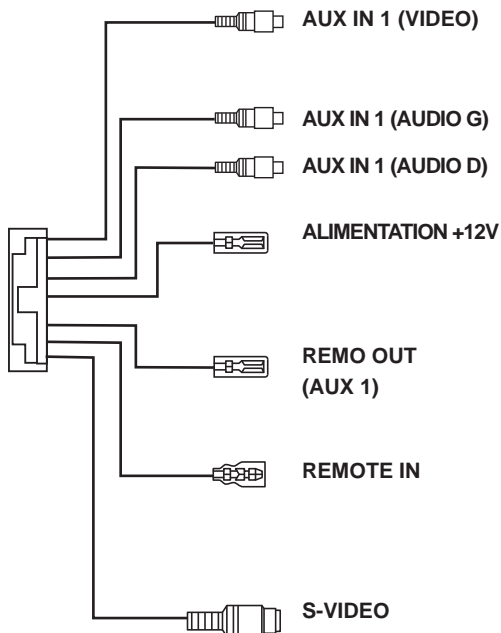 AUX IN 1 (VIDEO)
AUX IN 1 (AUDIO G)
AUX IN 1 (AUDIO D)
ALIMENTATION +12V
REMO OUT
(AUX 1)
REMOTE IN
S-VIDEO